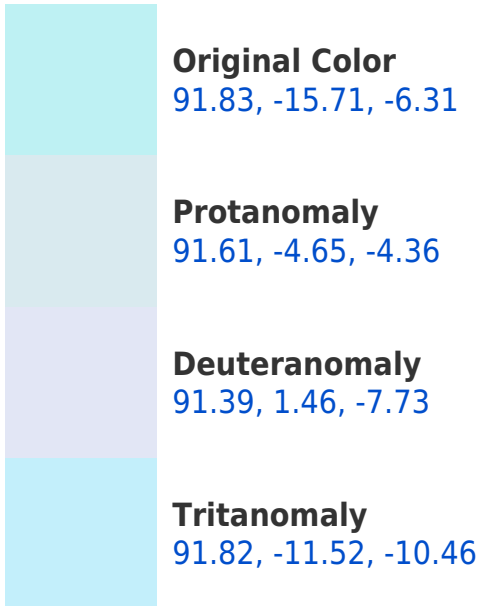 Original Color
91.83, -15.71, -6.31
Protanomaly
91.61, -4.65, -4.36
Deuteranomaly
91.39, 1.46, -7.73
Tritanomaly
91.82, -11.52, -10.46